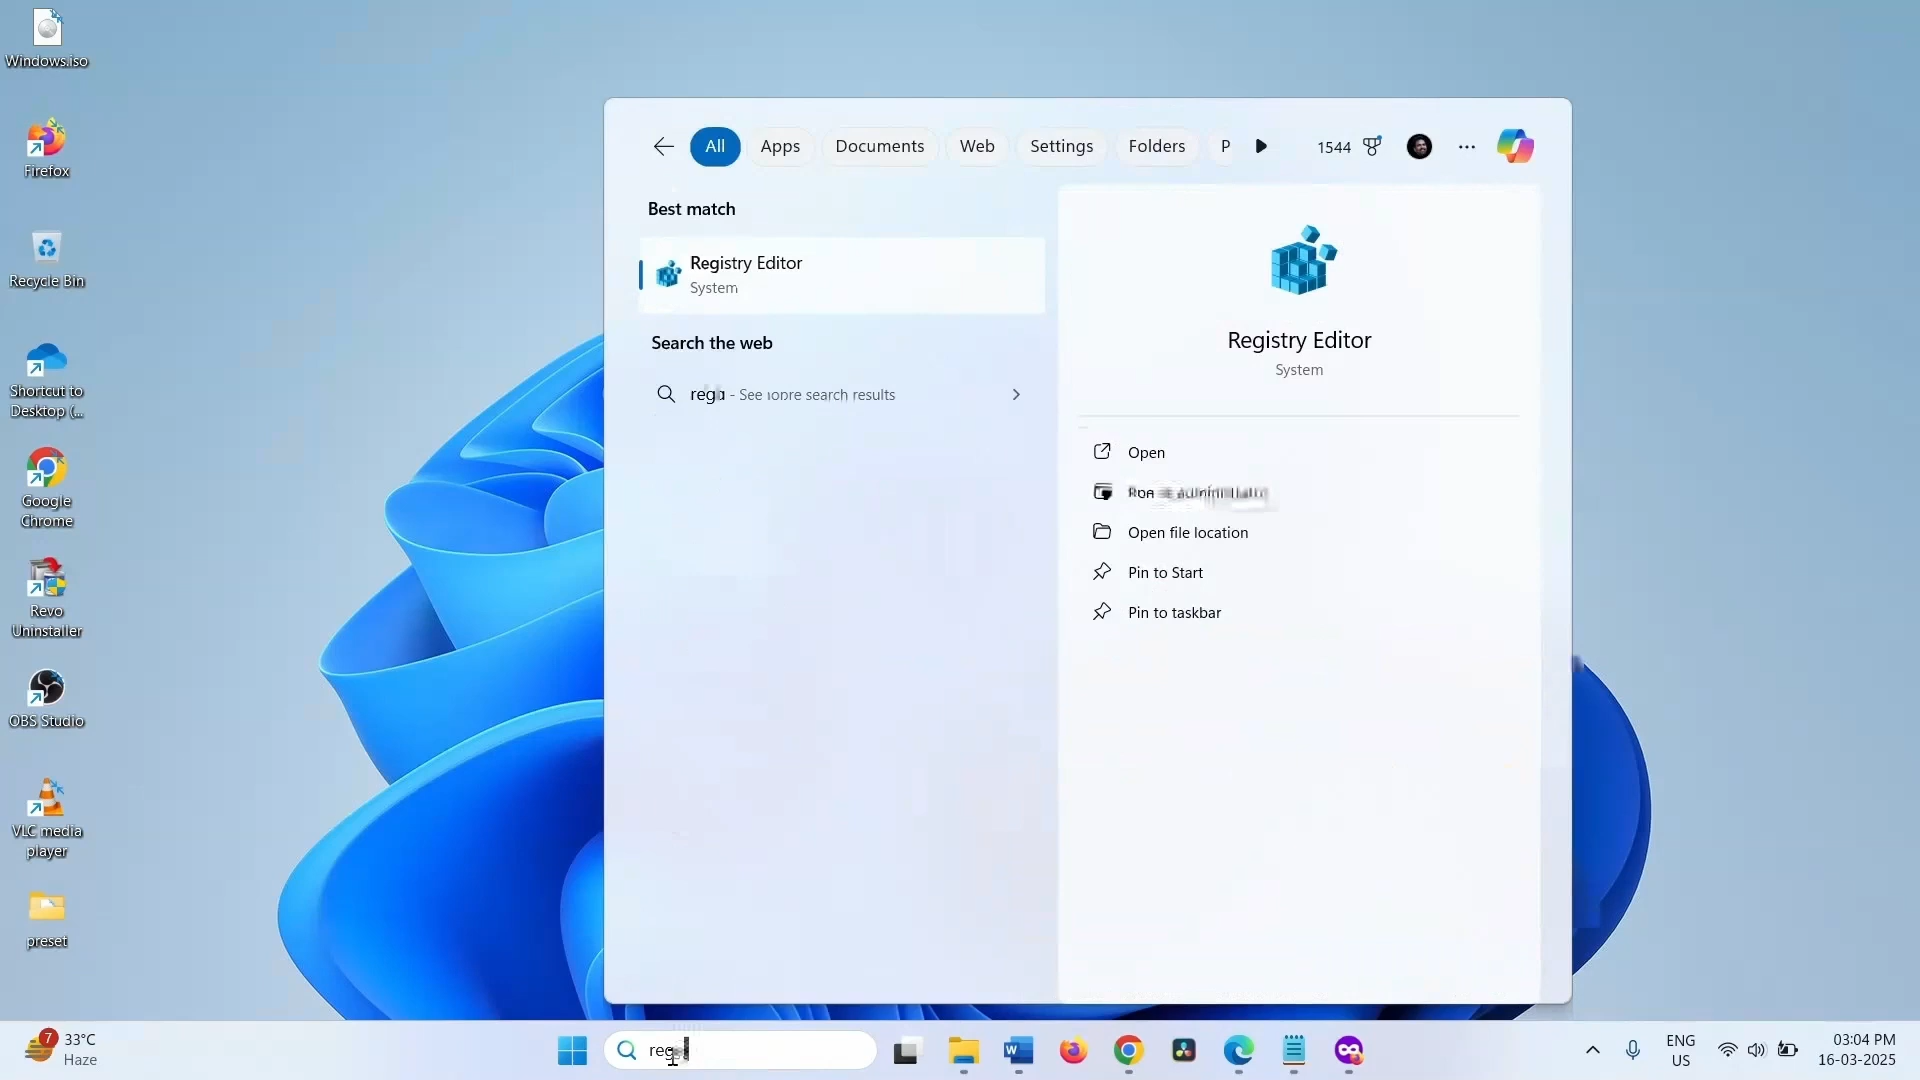 Windows.iso
Firefox
Recycle Bin
Shortcut to
Desktop (...
Google
Chrome
Revo
Uninstaller
OBS Studio
VLC media
player
preset
All
Apps
Documents
Web
Settings
Folders
P
1544
Best match
Registry Editor
System
Search the web
- See search results
Registry Editor
System
Open
Open file location
Pin to Start
Pin to taskbar
7
33°C
Haze
ENG
US
03:04 PM
16-03-2025